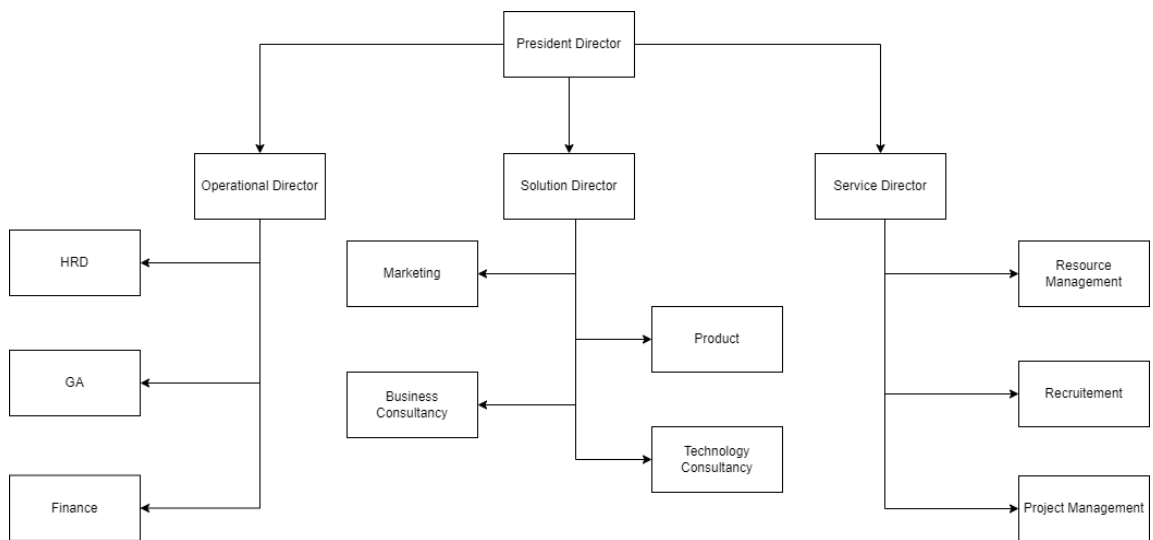 President Director
Operational Director
Solution Director
Service Director
HRD
Marketing
Resource
Management
Product
GA
Business
Consultancy
Recruitement
Technology
Consultancy
Finance
Project Management